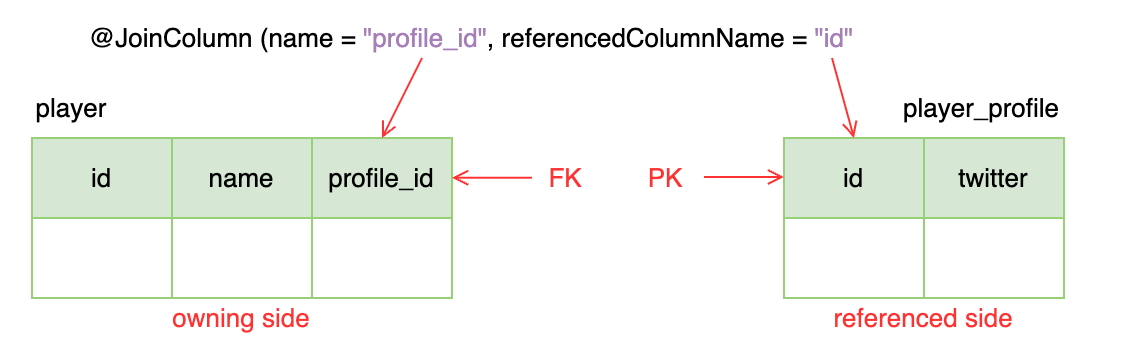 @JoinColumn (name = "profile_id", referencedColumnName = "id"
player
player_profile
id name profile_id
FK
PK
id twitter
owning side
referenced side